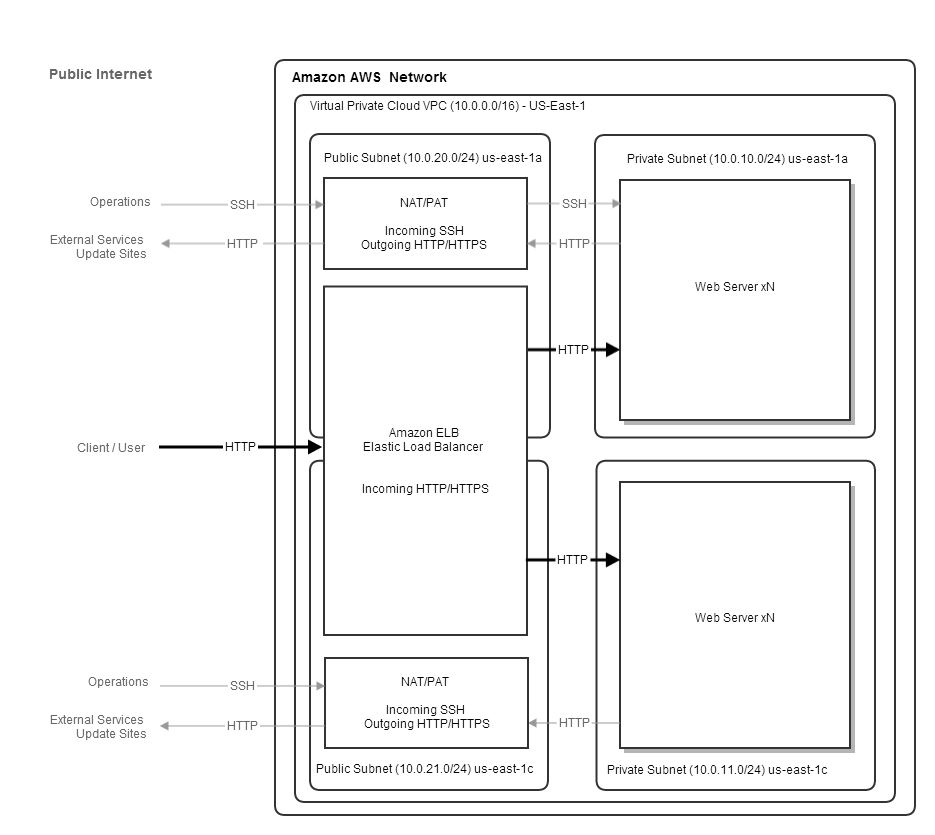 Public Internet
Amazon AWS  Network
Virtual Private Cloud VPC (10.0.0.0/16) - US-East-1
Public Subnet (10.0.20.0/24) us-east-1a
Private Subnet (10.0.10.0/24) us-east-1a
Operations
SSH
NAT/PAT
SSH
Incoming SSH
External Services
Update Sites
HTTP
Outgoing HTTP/HTTPS
HTTP
Web Server xN
HTTP
Amazon ELB
Client / User
HTTP
Elastic Load Balancer
Incoming HTTP/HTTPS
HTTP
Web Server xN
Operations
SSH
NAT/PAT
Incoming SSH
External Services
Update Sites
HTTP
Outgoing HTTP/HTTPS
HTTP
Public Subnet (10.0.21.0/24) us-east-1c
Private Subnet (10.0.11.0/24) us-east-1c